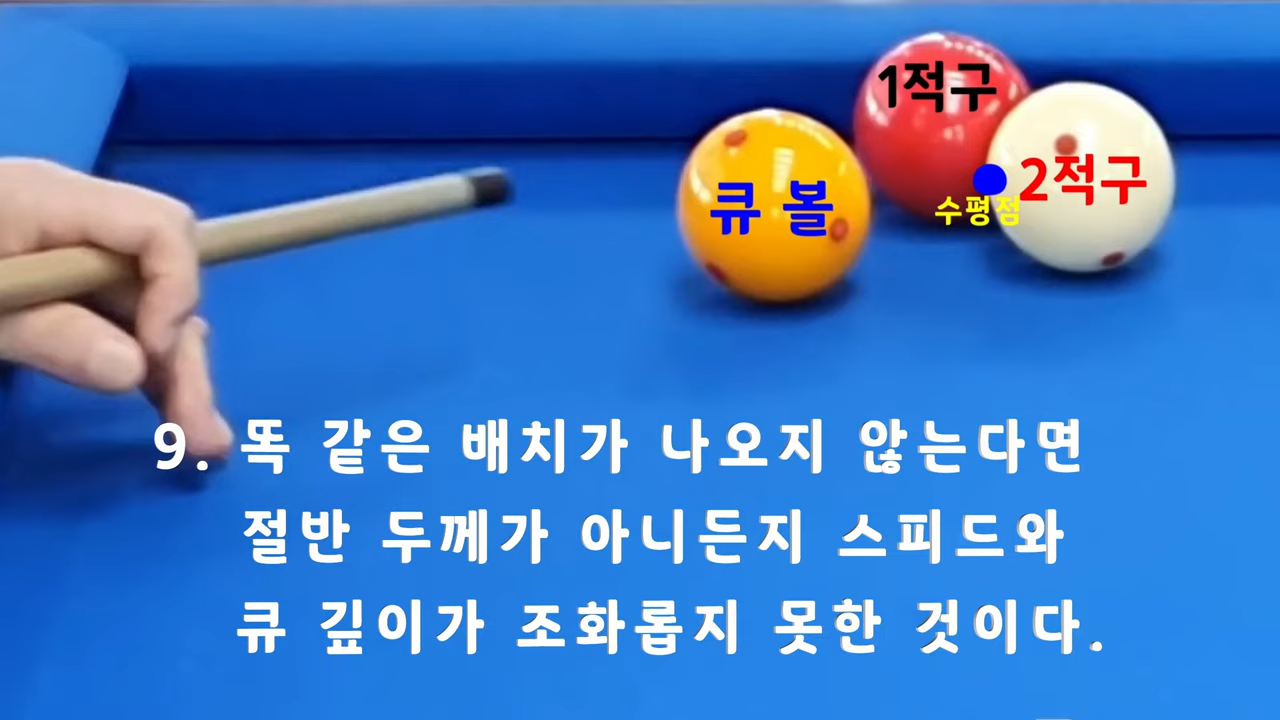 1적구
큐 볼
2적구
수평점
9. 똑 같은 배치가 나오지 않는다면
절반 두께가 아니든지 스피드와
큐 깊이가 조화롭지 못한 것이다.